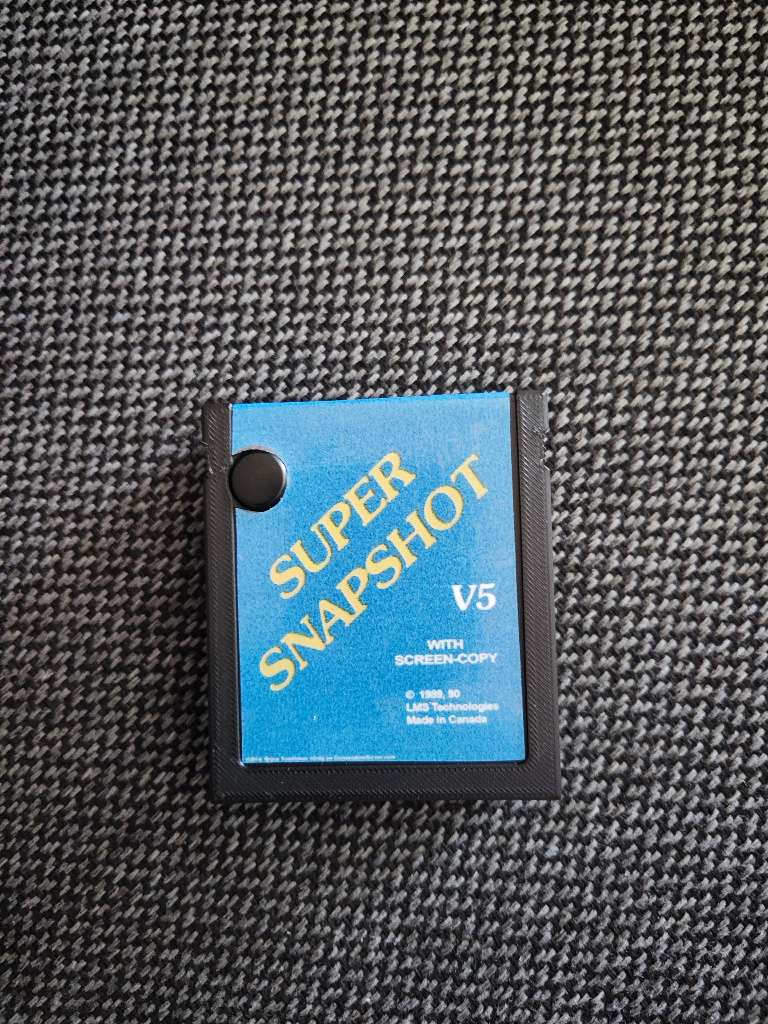 SUPER
SNAPSHOT
V5
WITH
SCREEN-COPY
© 1989, 90
LMS Technologies
Made in Canada